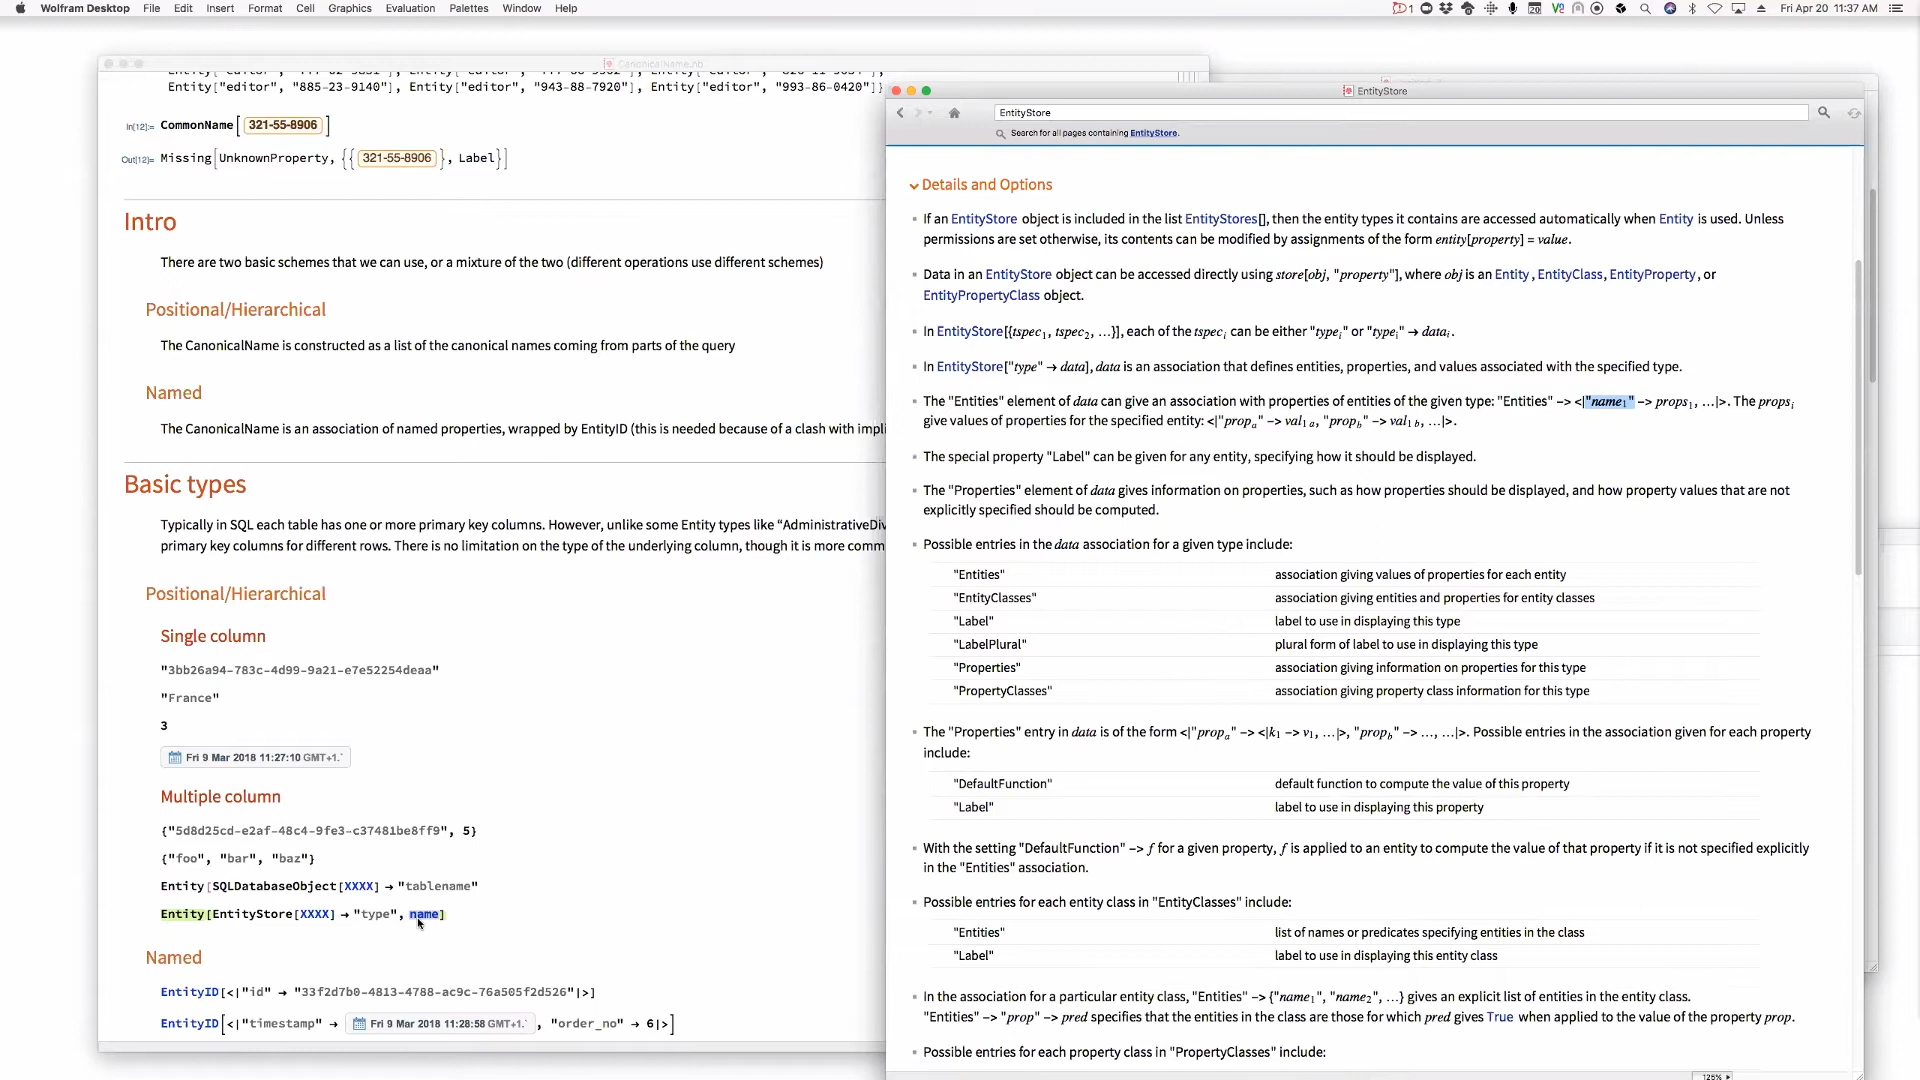 Wolfram Desktop File Edit Insert Format Cell Graphics Evaluation Palettes Window Help
1 20 Fri Apr 20 11:37 AM
CanonicalName.nb
Entity["editor", "885-23-9140"], Entity["editor", "943-88-7920"], Entity["editor", "993-86-0420"]}
In[12]:= CommonName[ 321-55-8906 ]
Out[12]= Missing[UnknownProperty, {{ 321-55-8906 }, Label}]
Intro
There are two basic schemes that we can use, or a mixture of the two (different operations use different schemes)
Positional/Hierarchical
The CanonicalName is constructed as a list of the canonical names coming from parts of the query
Named
The CanonicalName is an association of named properties, wrapped by EntityID (this is needed because of a clash with impli
Basic types
Typically in SQL each table has one or more primary key columns. However, unlike some Entity types like “AdministrativeDiv
primary key columns for different rows. There is no limitation on the type of the underlying column, though it is more comm
Positional/Hierarchical
Single column
"3bb26a94-783c-4d99-9a21-e7e52254deaa"
"France"
3
Fri 9 Mar 2018 11:27:10 GMT+1.`
Multiple column
{"5d8d25cd-e2af-48c4-9fe3-c37481be8ff9", 5}
{"foo", "bar", "baz"}
Entity[SQLDatabaseObject[XXXX] → "tablename"
Entity[EntityStore[XXXX] → "type", name]
Named
EntityID[<|"id" → "33f2d7b0-4813-4788-ac9c-76a505f2d526"|>]
EntityID[<|"timestamp" → Fri 9 Mar 2018 11:28:58 GMT+1.` , "order_no" → 6|>]
EntityStore
EntityStore
Search for all pages containing EntityStore.
Details and Options
▪ If an EntityStore object is included in the list EntityStores[], then the entity types it contains are accessed automatically when Entity is used. Unless
permissions are set otherwise, its contents can be modified by assignments of the form entity[property] = value.
▪ Data in an EntityStore object can be accessed directly using store[obj, "property"], where obj is an Entity, EntityClass, EntityProperty, or
EntityPropertyClass object.
▪ In EntityStore[{tspec₁, tspec₂, …}], each of the tspecᵢ can be either "typeᵢ" or "typeᵢ" → dataᵢ.
▪ In EntityStore["type" → data], data is an association that defines entities, properties, and values associated with the specified type.
▪ The "Entities" element of data can give an association with properties of entities of the given type: "Entities" –> <|"name₁" –> props₁, …|>. The propsᵢ
give values of properties for the specified entity: <|"propₐ" –> val₁ₐ, "prop_b" –> val₁ b, …|>.
▪ The special property "Label" can be given for any entity, specifying how it should be displayed.
▪ The "Properties" element of data gives information on properties, such as how properties should be displayed, and how property values that are not
explicitly specified should be computed.
▪ Possible entries in the data association for a given type include:
"Entities" association giving values of properties for each entity
"EntityClasses" association giving entities and properties for entity classes
"Label" label to use in displaying this type
"LabelPlural" plural form of label to use in displaying this type
"Properties" association giving information on properties for this type
"PropertyClasses" association giving property class information for this type
▪ The "Properties" entry in data is of the form <|"propₐ" –> <|k₁ –> v₁, …|>, "prop_b" –> …, …|>. Possible entries in the association given for each property
include:
"DefaultFunction" default function to compute the value of this property
"Label" label to use in displaying this property
▪ With the setting "DefaultFunction" –> f for a given property, f is applied to an entity to compute the value of that property if it is not specified explicitly
in the "Entities" association.
▪ Possible entries for each entity class in "EntityClasses" include:
"Entities" list of names or predicates specifying entities in the class
"Label" label to use in displaying this entity class
▪ In the association for a particular entity class, "Entities" –> {"name₁", "name₂", …} gives an explicit list of entities in the entity class.
"Entities" –> "prop" –> pred specifies that the entities in the class are those for which pred gives True when applied to the value of the property prop.
▪ Possible entries for each property class in "PropertyClasses" include:
125%